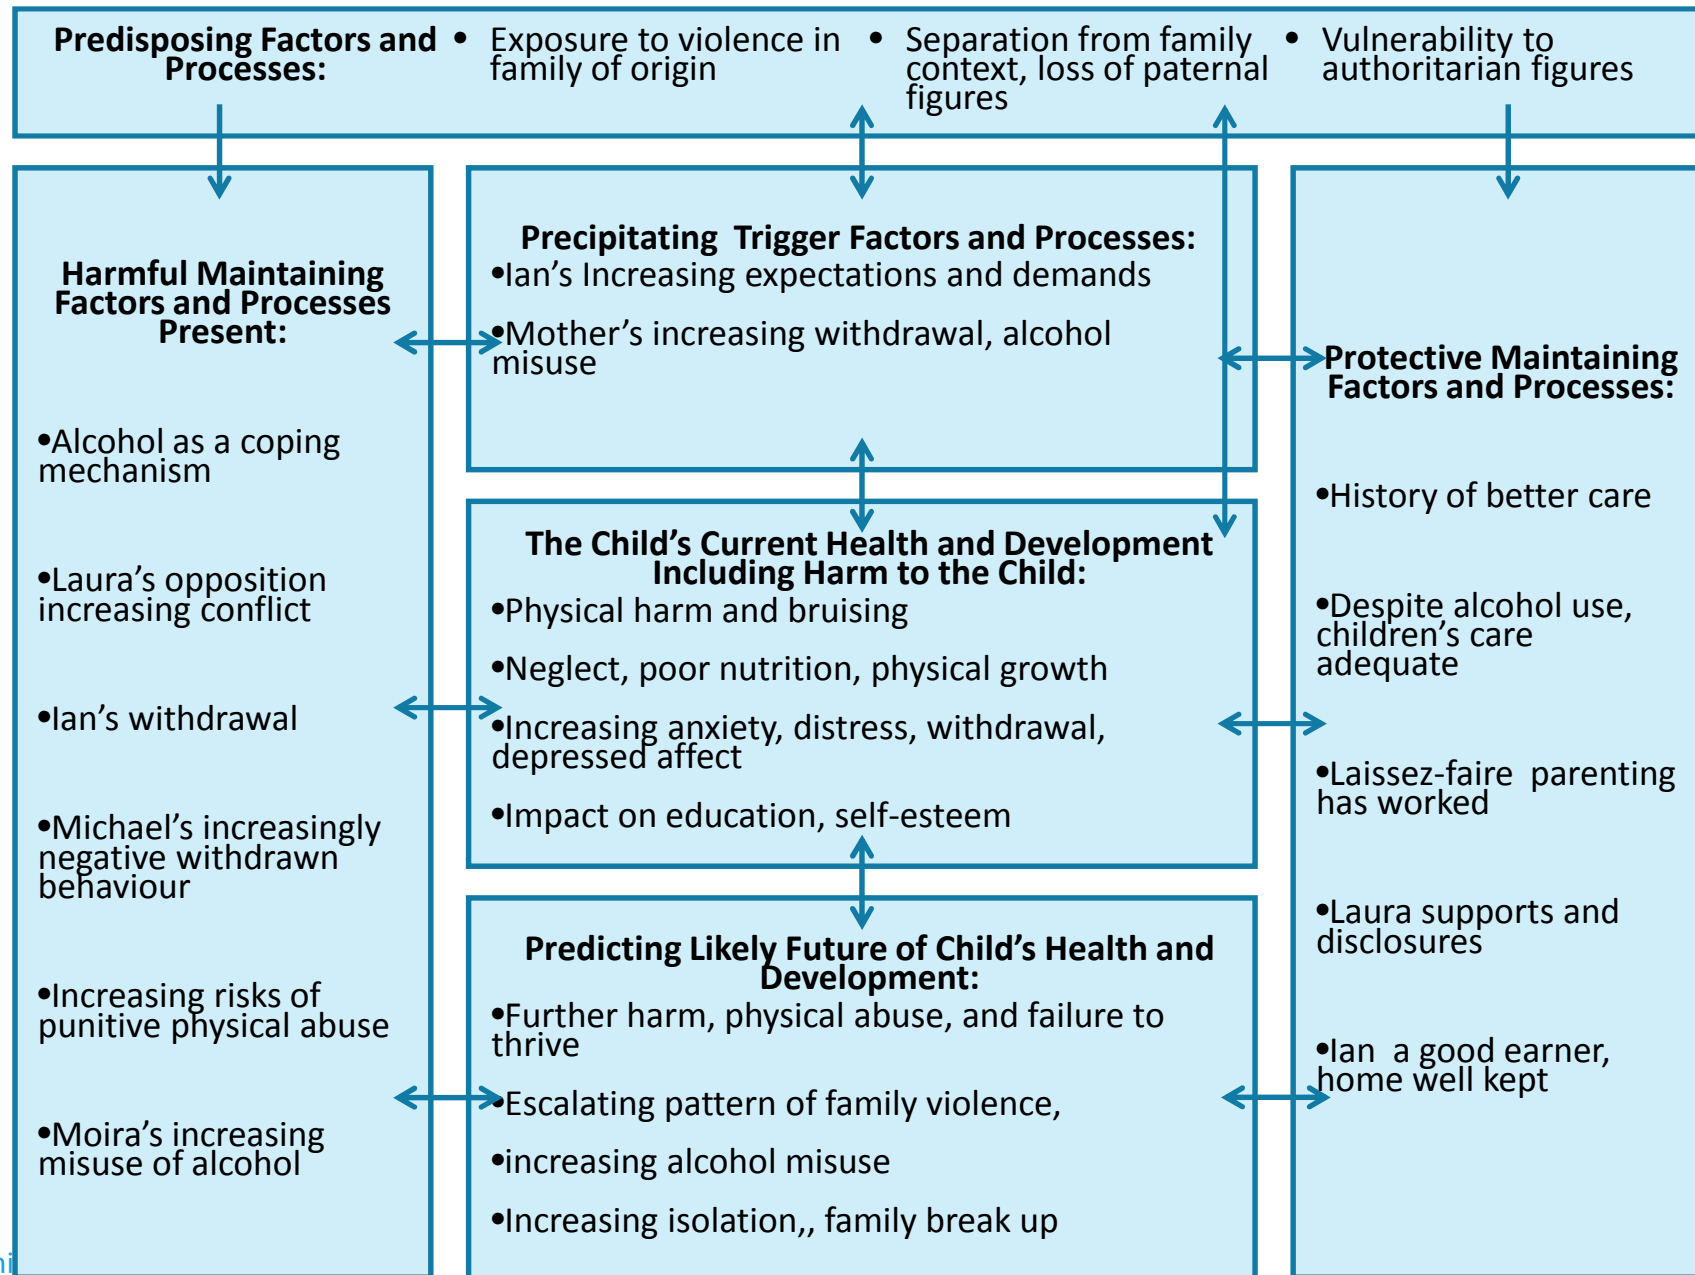 Predisposing Factors and
Processes:
• Exposure to violence in
family of origin
• Separation from family
context, loss of paternal
figures
• Vulnerability to
authoritarian figures
Harmful Maintaining
Factors and Processes
Present:
•Alcohol as a coping
mechanism
•Laura’s opposition
increasing conflict
•Ian’s withdrawal
•Michael’s increasingly
negative withdrawn
behaviour
•Increasing risks of
punitive physical abuse
•Moira’s increasing
misuse of alcohol
Precipitating Trigger Factors and Processes:
•Ian’s Increasing expectations and demands
•Mother’s increasing withdrawal, alcohol
misuse
The Child’s Current Health and Development
Including Harm to the Child:
•Physical harm and bruising
•Neglect, poor nutrition, physical growth
•Increasing anxiety, distress, withdrawal,
depressed affect
•Impact on education, self-esteem
Predicting Likely Future of Child’s Health and
Development:
•Further harm, physical abuse, and failure to
thrive
•Escalating pattern of family violence,
•increasing alcohol misuse
•Increasing isolation,, family break up
Protective Maintaining
Factors and Processes:
•History of better care
•Despite alcohol use,
children’s care
adequate
•Laissez-faire parenting
has worked
•Laura supports and
disclosures
•Ian a good earner,
home well kept